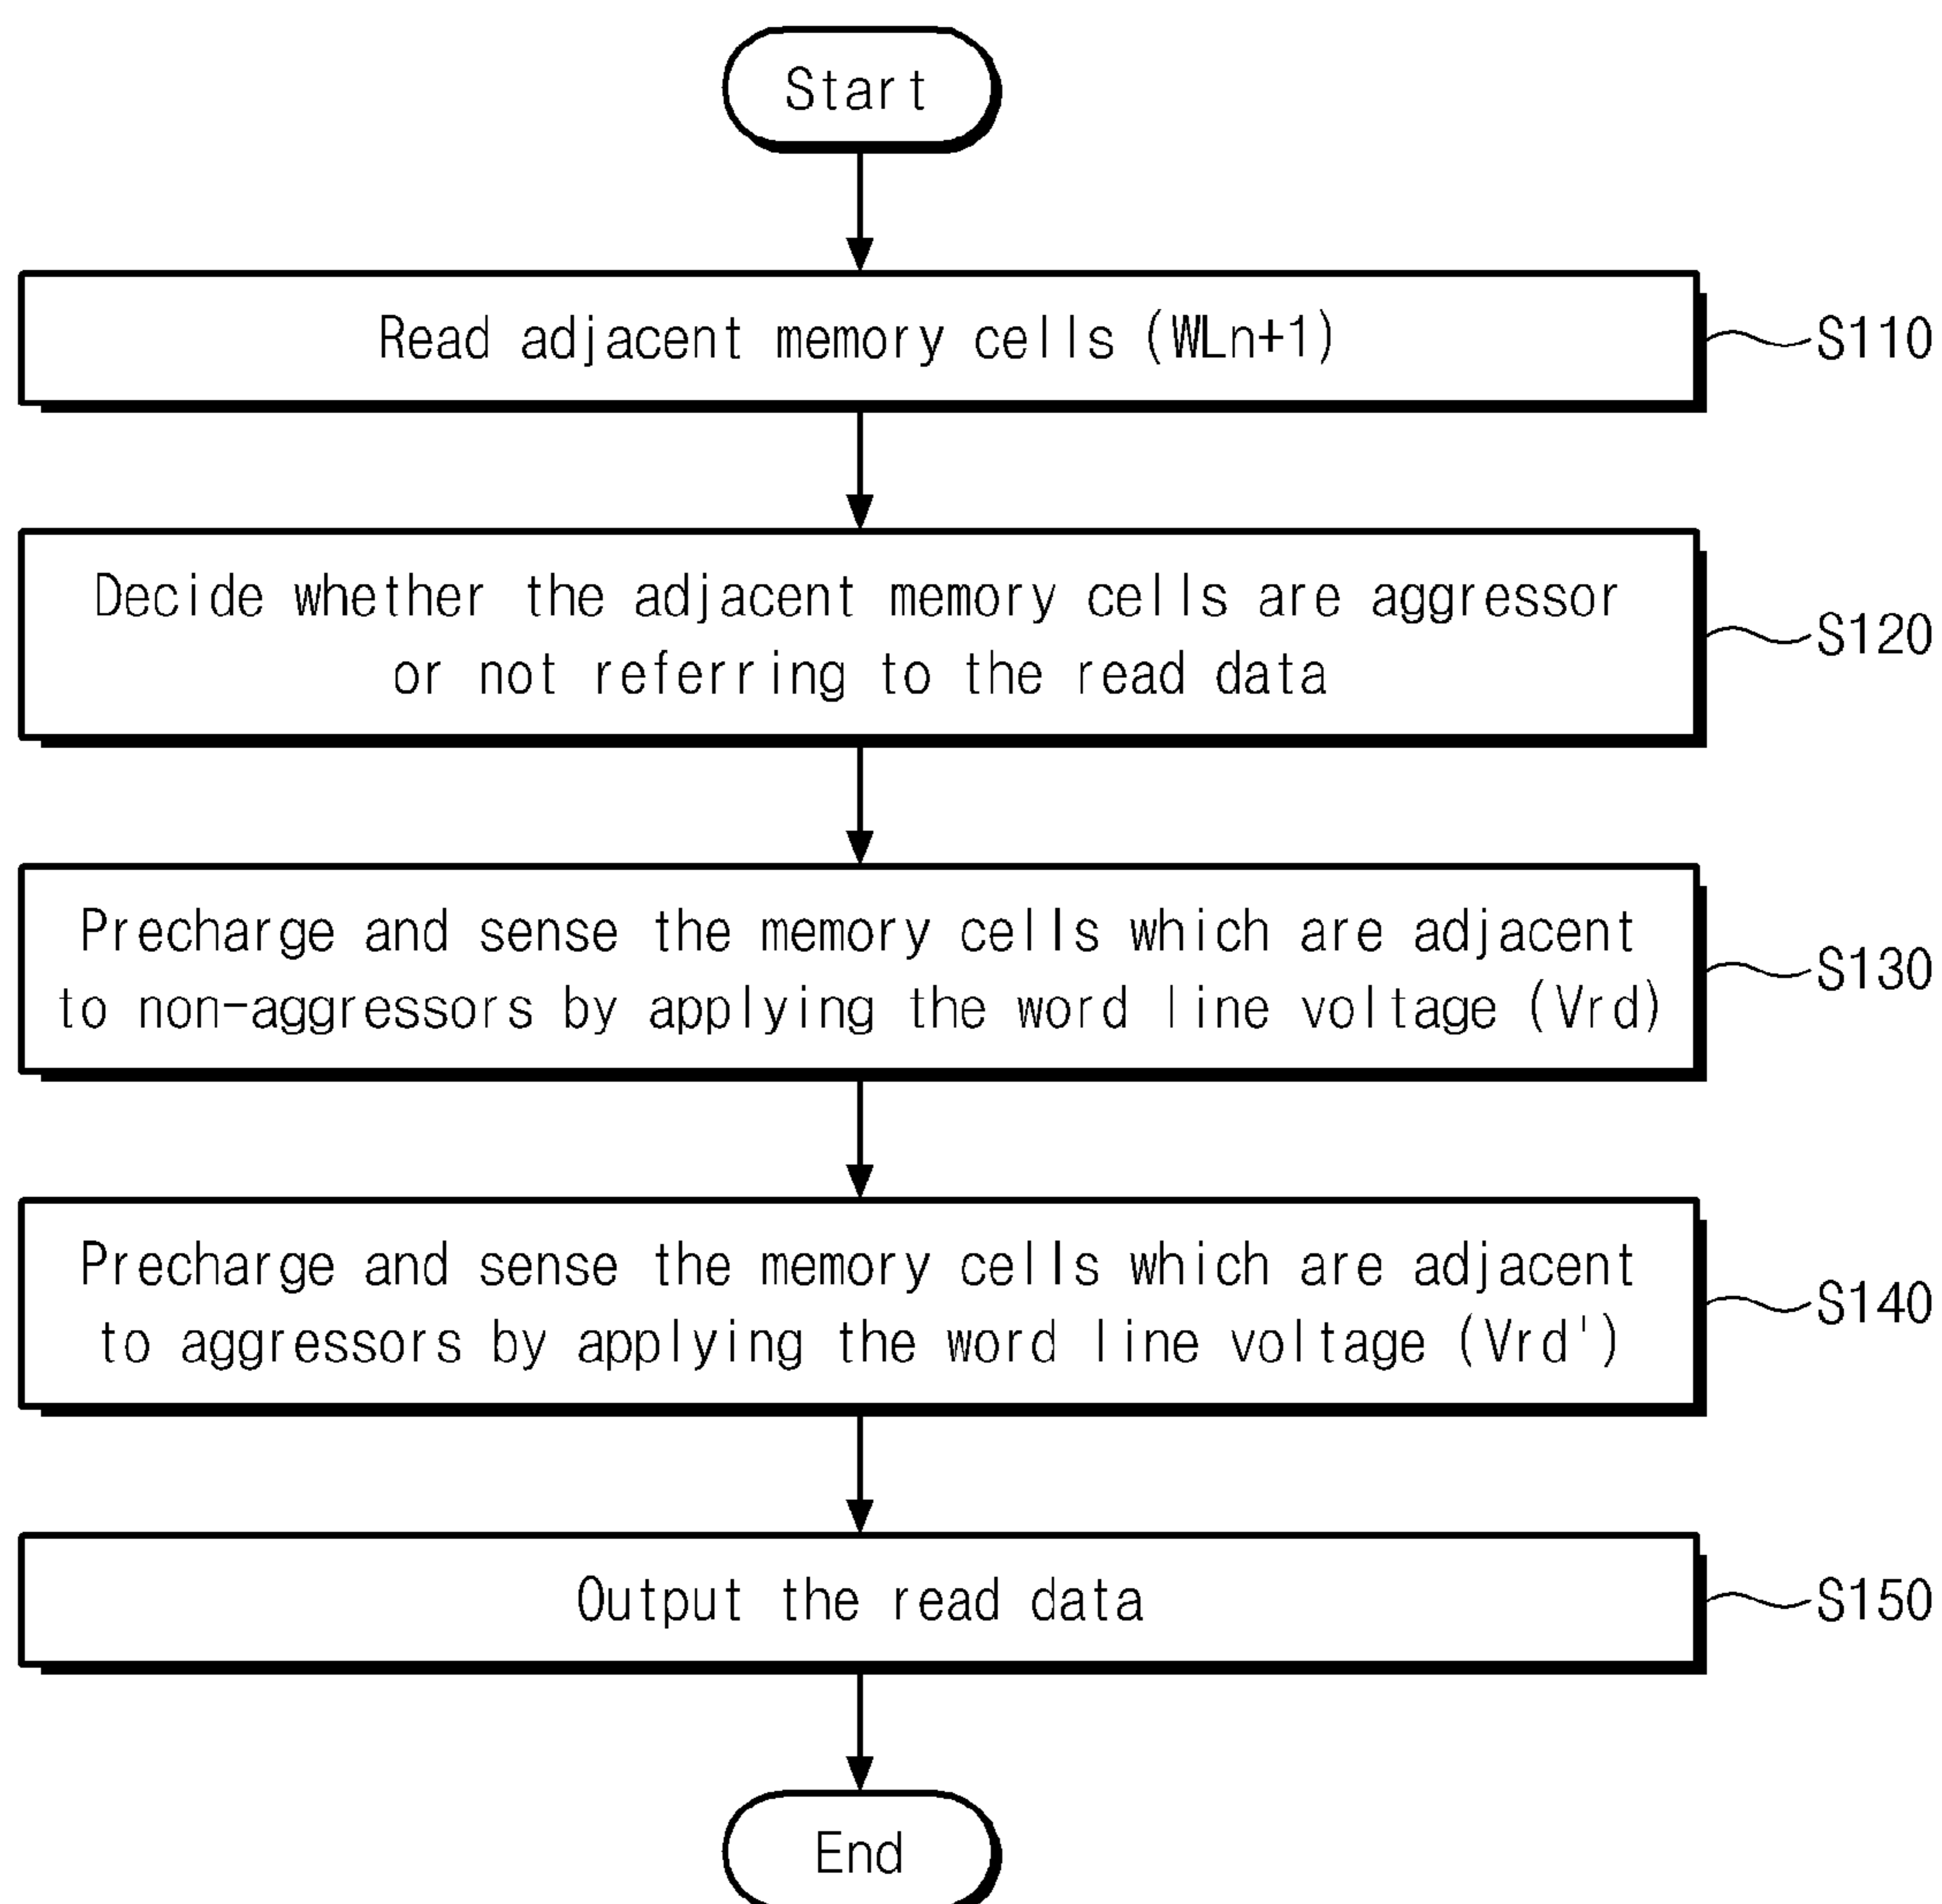 Start
Read adjacent memory cells (WLn+1)
S110
Decide whether the adjacent memory cells are aggressor
or not referring to the read data
S120
Precharge and sense the memory cells which are adjacent
to non-aggressors by applying the word line voltage (Vrd)
S130
Precharge and sense the memory cells which are adjacent
to aggressors by applying the word line voltage (Vrd')
S140
Output the read data
S150
End